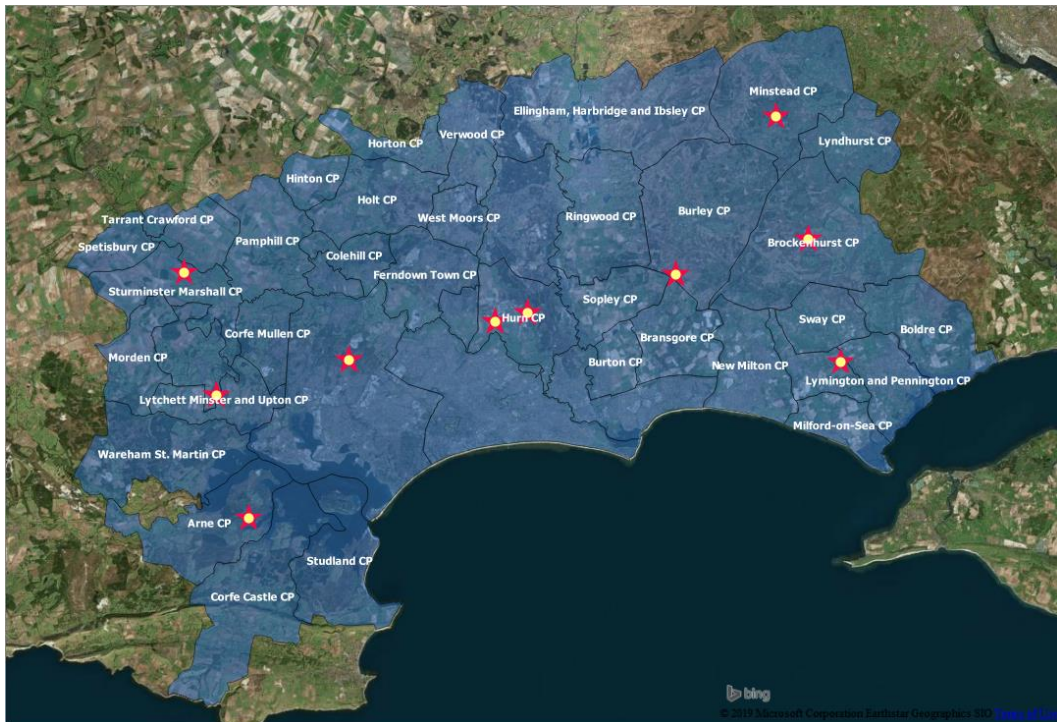 Minstead CP
Ellingham, Harbridge and Ibsley CP
Verwood CP
Lyndhurst CP
Horton CP
Hinton CP
Holt CP
West Moors CP
Ringwood CP
Burley CP
Tarrant Crawford CP
Pamphill CP
Spetisbury CP
Brockenhurst CP
Colehill CP
Ferndown Town CP
Sturminster Marshall CP
Sopley CP
Hurn CP
Sway CP
Boldre CP
Corfe Mullen CP
Bransgore CP
Morden CP
Burton CP
New Milton CP
Lymington and Pennington CP
Lytchett Minster and Upton CP
Milford-on-Sea CP
Wareham St. Martin CP
Arne CP
Studland CP
Corfe Castle CP
bing
© 2019 Microsoft Corporation Earthstar Geographics SIO